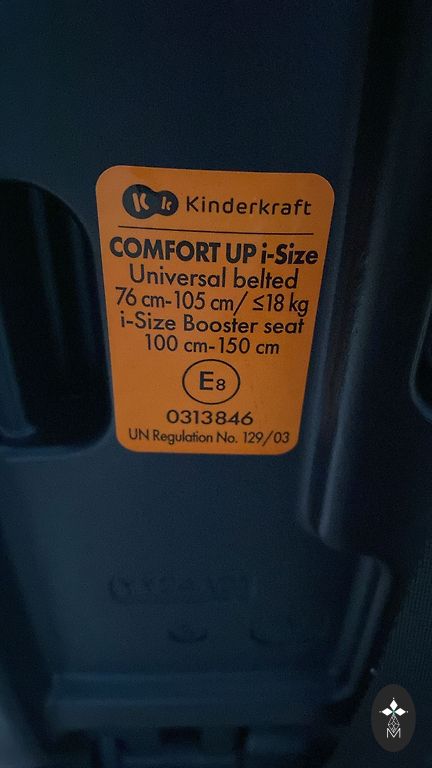 Kinderkraft
COMFORT UP i-Size
Universal belted
76 cm-105 cm/ ≤18 kg
i-Size Booster seat
100 cm-150 cm
E8
0313846
UN Regulation No. 129/03